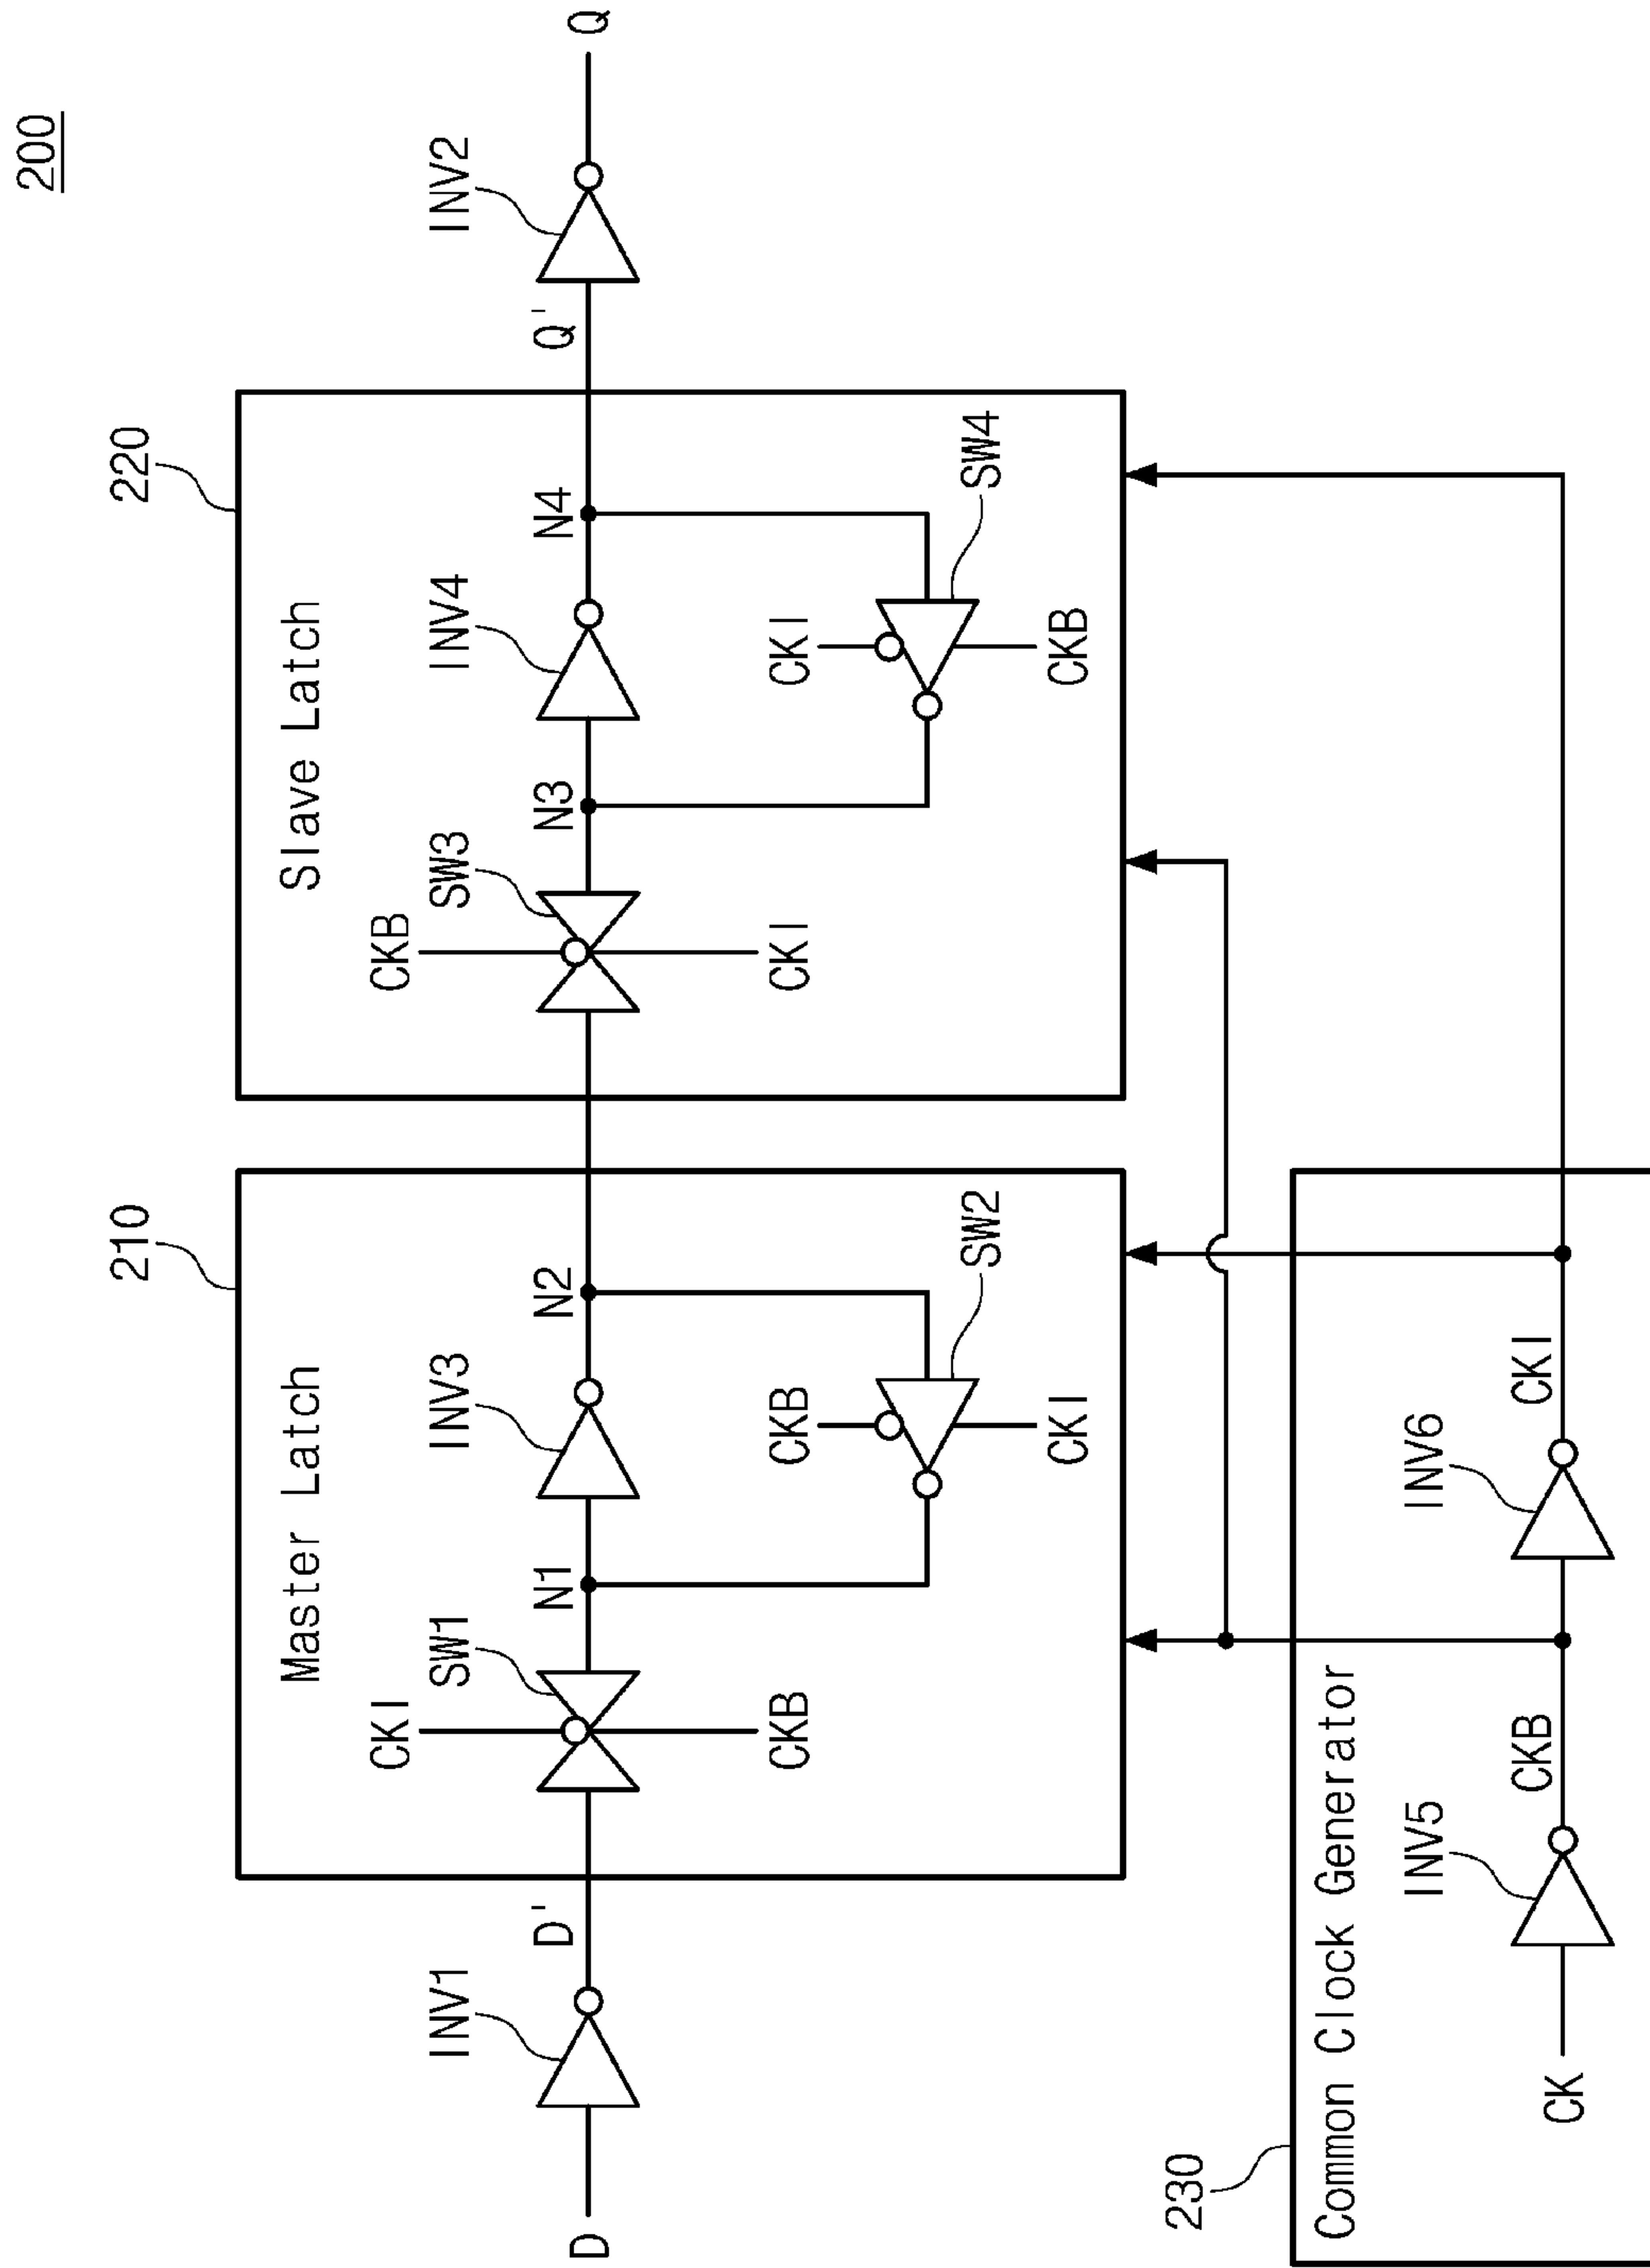 200
210
220
Master Latch
Slave Latch
CKI
SW1
INV3
CKB
SW3
INV4
INV1
INV2
D
D'
N1
N2
N3
N4
Q'
Q
CKB
CKB
CKI
CKI
CKI
SW2
CKB
SW4
230
Common Clock Generator
INV5
INV6
CK
CKB
CKI